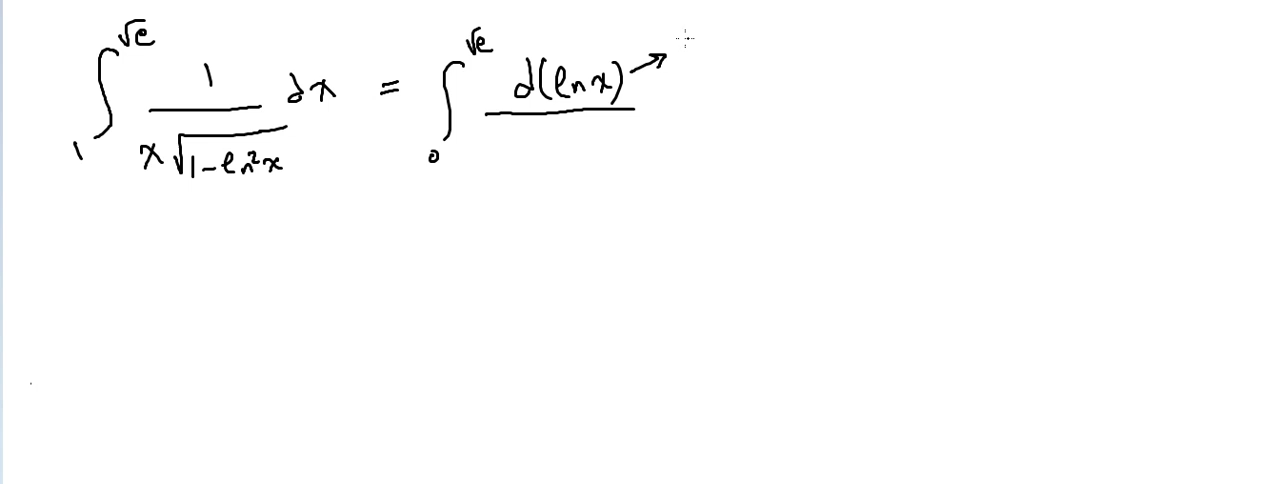 ∫₁^√e 1/(x√(1-ln²x)) dx = ∫₀^√e d(ln x)/ →